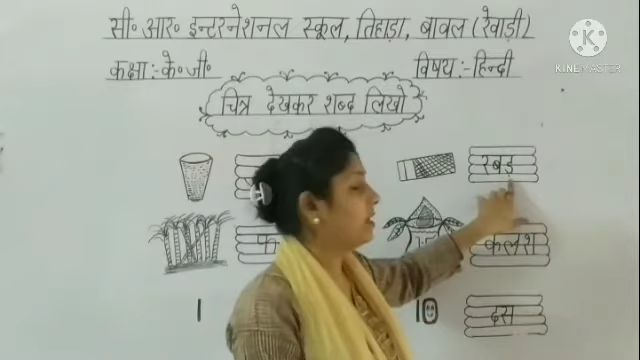 सी॰ आर॰ इन्टरनेशनल स्कूल, तिहाड़ा, बावल (रेवाड़ी)
कक्षा :- के॰ जी॰ विषय :- हिन्दी
चित्र देखकर शब्द लिखो
रबड़
कलश
1 10 दस
KINEMASTER